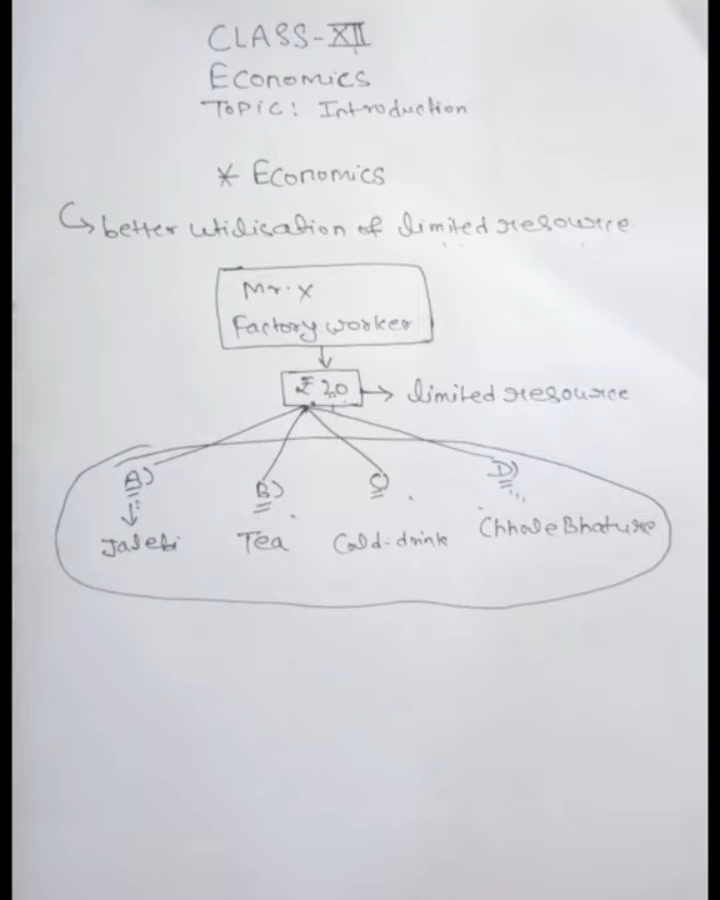 CLASS-XII
Economics
Topic: Introduction
* Economics
↳ better utilisation of limited resource
Mr. X
Factory worker
₹ 20 → limited resource
A) B) C) D)
Jalebi Tea Cold-drink Chhole Bhature